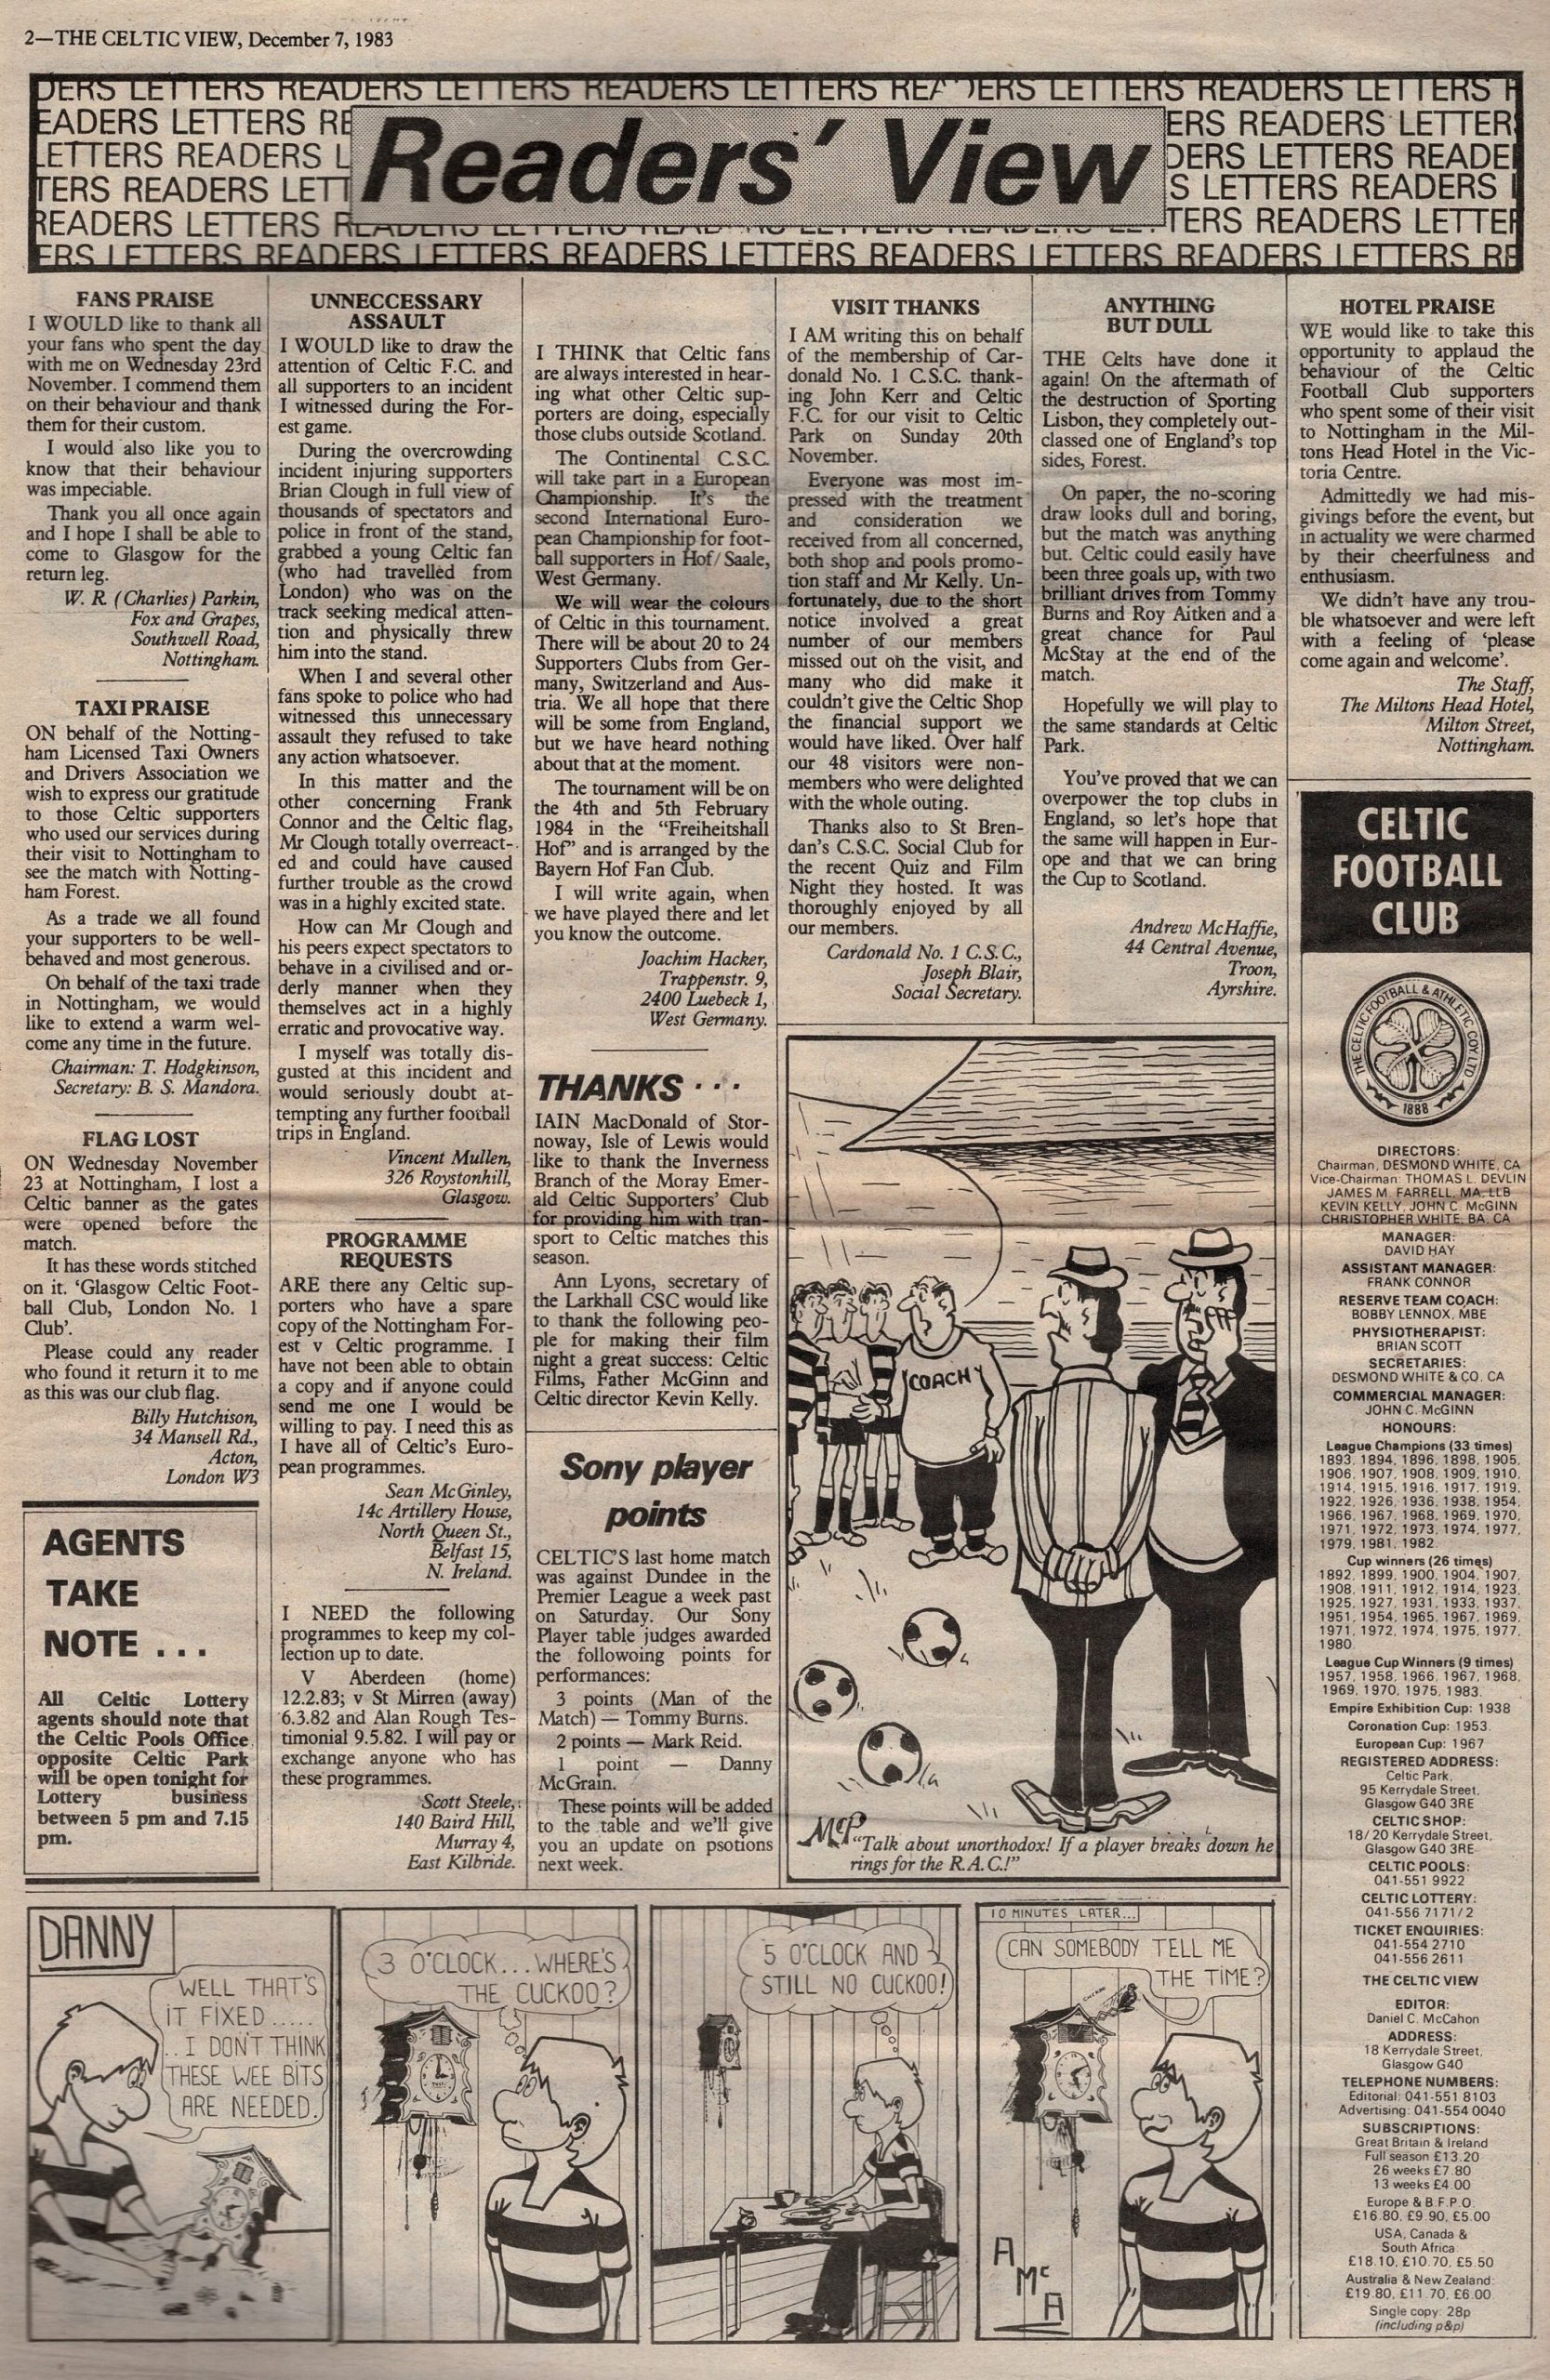 2—THE CELTIC VIEW, December 7, 1983
DERS LETTERS READERS LETTERS READERS LETTERS READERS LETTERS READERS LETTERS
EADERS LETTERS RE
ERS READERS LETTER
LETTERS READERS L
DERS LETTERS READE
TERS READERS LETT
S LETTERS READERS
READERS LETTERS
TERS READERS LETTER
ERS LETTERS READERS LETTERS READERS LETTERS READERS LETTERS READERS LETTERS RE
Readers' View
FANS PRAISE
I WOULD like to thank all
your fans who spent the day
with me on Wednesday 23rd
November. I commend them
on their behaviour and thank
them for their custom.
I would also like you to
know that their behaviour
was impeciable.
Thank you all once again
and I hope I shall be able to
come to Glasgow for the
return leg.
W. R. (Charlies) Parkin,
Fox and Grapes,
Southwell Road,
Nottingham.
TAXI PRAISE
ON behalf of the Notting-
ham Licensed Taxi Owners
and Drivers Association we
wish to express our gratitude
to those Celtic supporters
who used our services during
their visit to Nottingham to
see the match with Notting-
ham Forest.
As a trade we all found
your supporters to be well-
behaved and most generous.
On behalf of the taxi trade
in Nottingham, we would
like to extend a warm wel-
come any time in the future.
Chairman: T. Hodgkinson,
Secretary: B. S. Mandora.
FLAG LOST
ON Wednesday November
23 at Nottingham, I lost a
Celtic banner as the gates
were opened before the
match.
It has these words stitched
on it. 'Glasgow Celtic Foot-
ball Club, London No. 1
Club'.
Please could any reader
who found it return it to me
as this was our club flag.
Billy Hutchison,
34 Mansell Rd.,
Acton,
London W3
AGENTS
TAKE
NOTE ...
All Celtic Lottery
agents should note that
the Celtic Pools Office
opposite Celtic Park
will be open tonight for
Lottery business
between 5 pm and 7.15
pm.
UNNECCESSARY
ASSAULT
I WOULD like to draw the
attention of Celtic F.C. and
all supporters to an incident
I witnessed during the For-
est game.
During the overcrowding
incident injuring supporters
Brian Clough in full view of
thousands of spectators and
police in front of the stand,
grabbed a young Celtic fan
(who had travelled from
London) who was on the
track seeking medical atten-
tion and physically threw
him into the stand.
When I and several other
fans spoke to police who had
witnessed this unnecessary
assault they refused to take
any action whatsoever.
In this matter and the
other concerning Frank
Connor and the Celtic flag,
Mr Clough totally overreact-
ed and could have caused
further trouble as the crowd
was in a highly excited state.
How can Mr Clough and
his peers expect spectators to
behave in a civilised and or-
derly manner when they
themselves act in a highly
erratic and provocative way.
I myself was totally dis-
gusted at this incident and
would seriously doubt at-
tempting any further football
trips in England.
Vincent Mullen,
326 Roystonhill,
Glasgow.
PROGRAMME
REQUESTS
ARE there any Celtic sup-
porters who have a spare
copy of the Nottingham For-
est v Celtic programme. I
have not been able to obtain
a copy and if anyone could
send me one I would be
willing to pay. I need this as
I have all of Celtic's Euro-
pean programmes.
Sean McGinley,
14c Artillery House,
North Queen St.,
Belfast 15,
N. Ireland.
I NEED the following
programmes to keep my col-
lection up to date.
V Aberdeen (home)
12.2.83; v St Mirren (away)
6.3.82 and Alan Rough Tes-
timonial 9.5.82. I will pay or
exchange anyone who has
these programmes.
Scott Steele,
140 Baird Hill,
Murray 4,
East Kilbride.
I THINK that Celtic fans
are always interested in hear-
ing what other Celtic sup-
porters are doing, especially
those clubs outside Scotland.
The Continental C.S.C.
will take part in a European
Championship. It's the
second International Euro-
pean Championship for foot-
ball supporters in Hof/Saale,
West Germany.
We will wear the colours
of Celtic in this tournament.
There will be about 20 to 24
Supporters Clubs from Ger-
many, Switzerland and Aus-
tria. We all hope that there
will be some from England,
but we have heard nothing
about that at the moment.
The tournament will be on
the 4th and 5th February
1984 in the "Freiheitshall
Hof" and is arranged by the
Bayern Hof Fan Club.
I will write again, when
we have played there and let
you know the outcome.
Joachim Hacker,
Trappenstr. 9,
2400 Luebeck 1,
West Germany.
THANKS ...
IAIN MacDonald of Stor-
noway, Isle of Lewis would
like to thank the Inverness
Branch of the Moray Emer-
ald Celtic Supporters' Club
for providing him with tran-
sport to Celtic matches this
season.
Ann Lyons, secretary of
the Larkhall CSC would like
to thank the following peo-
ple for making their film
night a great success: Celtic
Films, Father McGinn and
Celtic director Kevin Kelly.
Sony player
points
CELTIC'S last home match
was against Dundee in the
Premier League a week past
on Saturday. Our Sony
Player table judges awarded
the followoing points for
performances:
3 points (Man of the
Match) — Tommy Burns.
2 points — Mark Reid.
1 point — Danny
McGrain.
These points will be added
to the table and we'll give
you an update on psotions
next week.
VISIT THANKS
I AM writing this on behalf
of the membership of Car-
donald No. 1 C.S.C. thank-
ing John Kerr and Celtic
F.C. for our visit to Celtic
Park on Sunday 20th
November.
Everyone was most im-
pressed with the treatment
and consideration we
received from all concerned,
both shop and pools promo-
tion staff and Mr Kelly. Un-
fortunately, due to the short
notice involved a great
number of our members
missed out on the visit, and
many who did make it
couldn't give the Celtic Shop
the financial support we
would have liked. Over half
our 48 visitors were non-
members who were delighted
with the whole outing.
Thanks also to St Bren-
dan's C.S.C. Social Club for
the recent Quiz and Film
Night they hosted. It was
thoroughly enjoyed by all
our members.
Cardonald No. 1 C.S.C.,
Joseph Blair,
Social Secretary.
ANYTHING
BUT DULL
THE Celts have done it
again! On the aftermath of
the destruction of Sporting
Lisbon, they completely out-
classed one of England's top
sides, Forest.
On paper, the no-scoring
draw looks dull and boring,
but the match was anything
but. Celtic could easily have
been three goals up, with two
brilliant drives from Tommy
Burns and Roy Aitken and a
great chance for Paul
McStay at the end of the
match.
Hopefully we will play to
the same standards at Celtic
Park.
You've proved that we can
overpower the top clubs in
England, so let's hope that
the same will happen in Eur-
ope and that we can bring
the Cup to Scotland.
Andrew McHaffie,
44 Central Avenue,
Troon,
Ayrshire.
COACH
McP
"Talk about unorthodox! If a player breaks down he
rings for the R.A.C.!"
HOTEL PRAISE
WE would like to take this
opportunity to applaud the
behaviour of the Celtic
Football Club supporters
who spent some of their visit
to Nottingham in the Mil-
tons Head Hotel in the Vic-
toria Centre.
Admittedly we had mis-
givings before the event, but
in actuality we were charmed
by their cheerfulness and
enthusiasm.
We didn't have any trou-
ble whatsoever and were left
with a feeling of 'please
come again and welcome'.
The Staff,
The Miltons Head Hotel,
Milton Street,
Nottingham.
CELTIC
FOOTBALL
CLUB
THE CELTIC FOOTBALL & ATHLETIC COY LTD
1888
DIRECTORS:
Chairman, DESMOND WHITE, CA
Vice-Chairman: THOMAS L. DEVLIN
JAMES M. FARRELL, MA, LLB
KEVIN KELLY, JOHN C. McGINN
CHRISTOPHER WHITE, BA, CA
MANAGER:
DAVID HAY
ASSISTANT MANAGER:
FRANK CONNOR
RESERVE TEAM COACH:
BOBBY LENNOX, MBE
PHYSIOTHERAPIST:
BRIAN SCOTT
SECRETARIES:
DESMOND WHITE & CO. CA
COMMERCIAL MANAGER:
JOHN C. McGINN
HONOURS:
League Champions (33 times)
1893, 1894, 1896, 1898, 1905,
1906, 1907, 1908, 1909, 1910,
1914, 1915, 1916, 1917, 1919,
1922, 1926, 1936, 1938, 1954,
1966, 1967, 1968, 1969, 1970,
1971, 1972, 1973, 1974, 1977,
1979, 1981, 1982.
Cup winners (26 times)
1892, 1899, 1900, 1904, 1907,
1908, 1911, 1912, 1914, 1923,
1925, 1927, 1931, 1933, 1937,
1951, 1954, 1965, 1967, 1969,
1971, 1972, 1974, 1975, 1977,
1980.
League Cup Winners (9 times)
1957, 1958, 1966, 1967, 1968,
1969, 1970, 1975, 1983.
Empire Exhibition Cup: 1938
Coronation Cup: 1953.
European Cup: 1967
REGISTERED ADDRESS:
Celtic Park,
95 Kerrydale Street,
Glasgow G40 3RE
CELTIC SHOP:
18/20 Kerrydale Street,
Glasgow G40 3RE
CELTIC POOLS:
041-551 9922
CELTIC LOTTERY:
041-556 7171/2
TICKET ENQUIRIES:
041-554 2710
041-556 2611
THE CELTIC VIEW
EDITOR:
Daniel C. McCahon
ADDRESS:
18 Kerrydale Street,
Glasgow G40
TELEPHONE NUMBERS:
Editorial: 041-551 8103
Advertising: 041-554 0040
SUBSCRIPTIONS:
Great Britain & Ireland
Full season £13.20
26 weeks £7.80
13 weeks £4.00
Europe & B.F.P.O.
£16.80, £9.90, £5.00
USA, Canada &
South Africa
£18.10, £10.70, £5.50
Australia & New Zealand:
£19.80, £11.70, £6.00
Single copy: 28p
(including p&p)
DANNY
WELL THAT'S
IT FIXED.....
..I DON'T THINK
THESE WEE BITS
ARE NEEDED.
3 O'CLOCK...WHERE'S
THE CUCKOO?
5 O'CLOCK AND
STILL NO CUCKOO!
10 MINUTES LATER...
CAN SOMEBODY TELL ME
THE TIME?
A
Mc
A